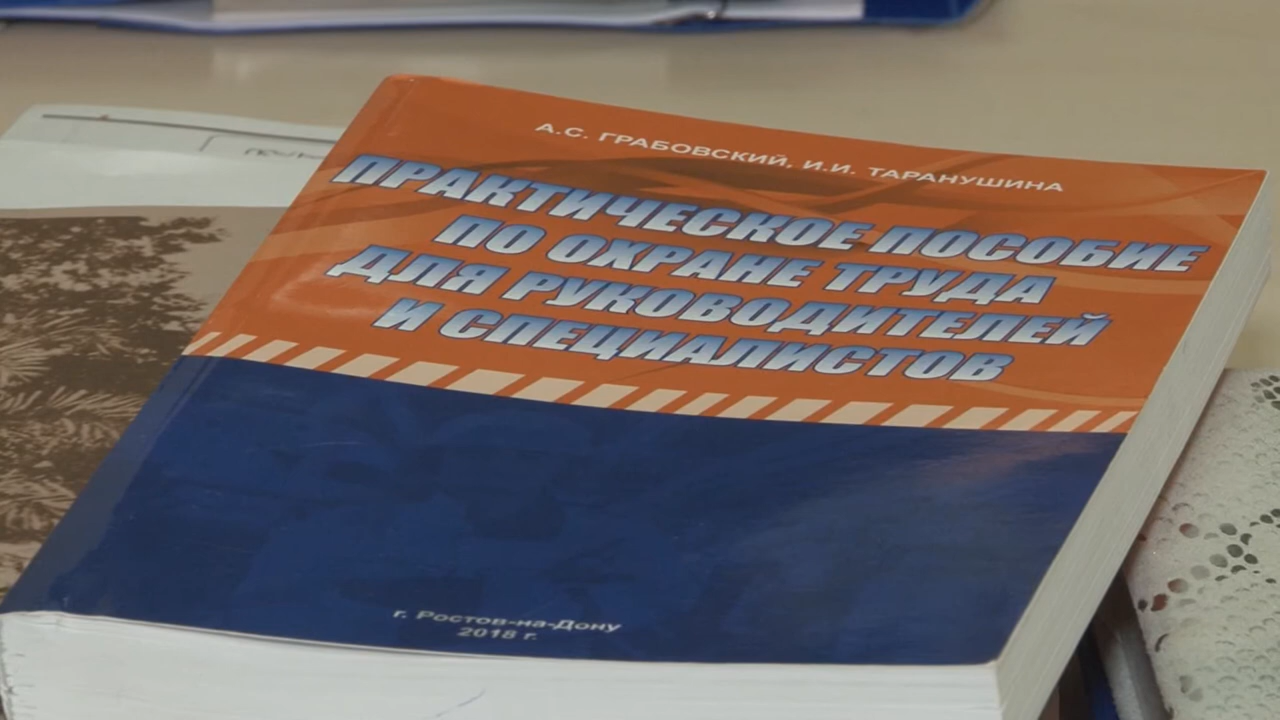 А.С. ГРАБОВСКИЙ, И.И. ТАРАНУШИНА
ПРАКТИЧЕСКОЕ ПОСОБИЕ
ПО ОХРАНЕ ТРУДА
ДЛЯ РУКОВОДИТЕЛЕЙ
И СПЕЦИАЛИСТОВ
г. Ростов-на-Дону
2018 г.